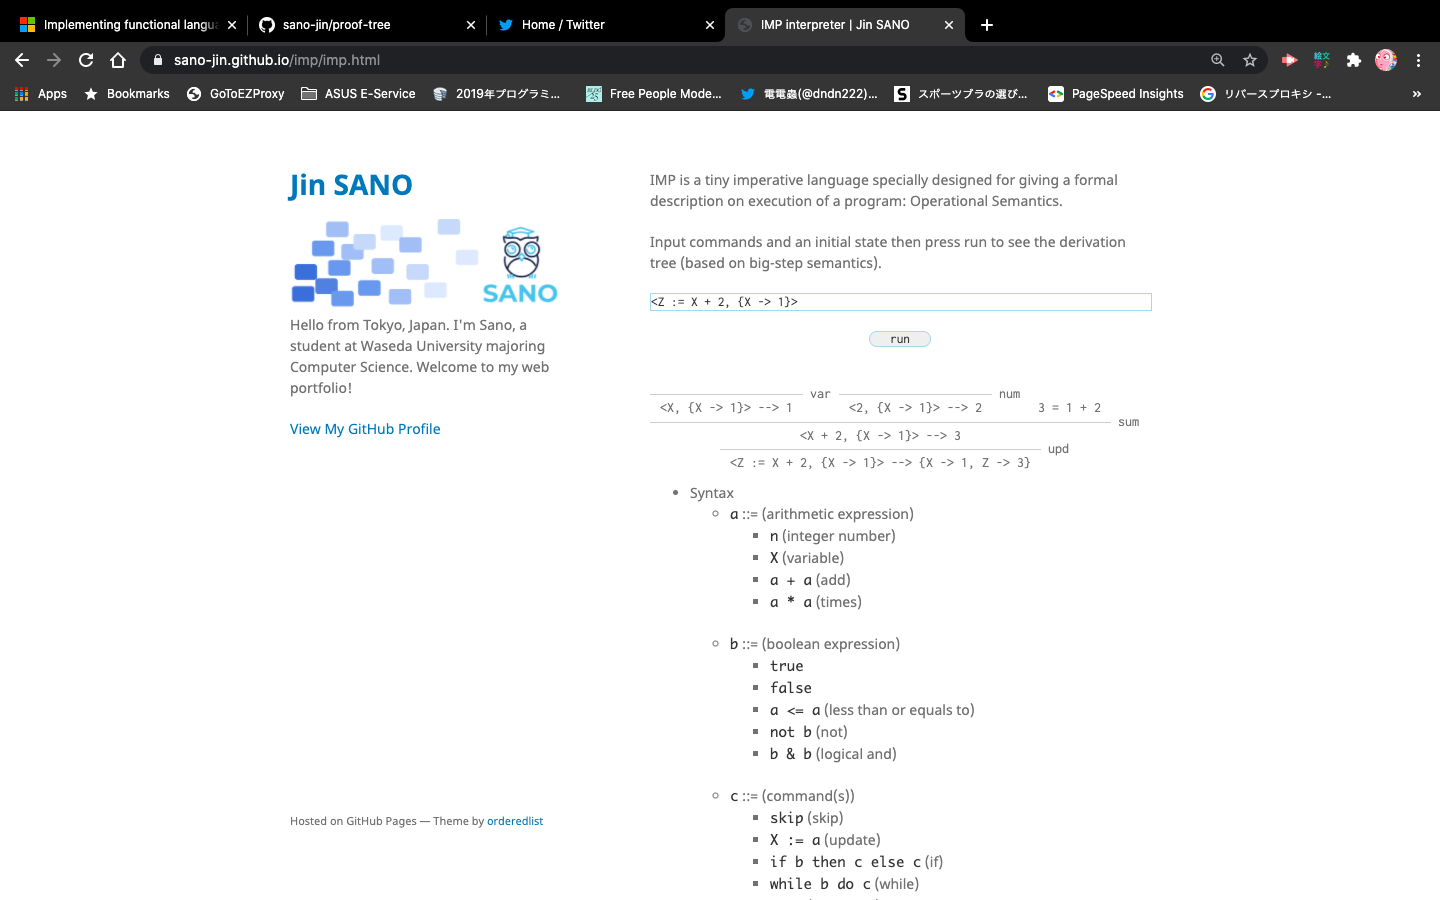 Implementing functional langu
sano-jin/proof-tree
Home / Twitter
IMP interpreter | Jin SANO
sano-jin.github.io/imp/imp.html
Apps
Bookmarks
GoToEZProxy
ASUS E-Service
2019年プログラミ...
Free People Mode...
電電蟲(@dndn222)...
スポーツブラの選び...
PageSpeed Insights
リバースプロキシ -...
»
Jin SANO
SANO
Hello from Tokyo, Japan. I'm Sano, a
student at Waseda University majoring
Computer Science. Welcome to my web
portfolio!
View My GitHub Profile
Hosted on GitHub Pages — Theme by orderedlist
IMP is a tiny imperative language specially designed for giving a formal
description on execution of a program: Operational Semantics.
Input commands and an initial state then press run to see the derivation
tree (based on big-step semantics).
<Z := X + 2, {X -> 1}>
run
var num
<X, {X -> 1}> --> 1 <2, {X -> 1}> --> 2 3 = 1 + 2
sum
<X + 2, {X -> 1}> --> 3
upd
<Z := X + 2, {X -> 1}> --> {X -> 1, Z -> 3}
• Syntax
a ::= (arithmetic expression)
n (integer number)
X (variable)
a + a (add)
a * a (times)
b ::= (boolean expression)
true
false
a <= a (less than or equals to)
not b (not)
b & b (logical and)
c ::= (command(s))
skip (skip)
X := a (update)
if b then c else c (if)
while b do c (while)